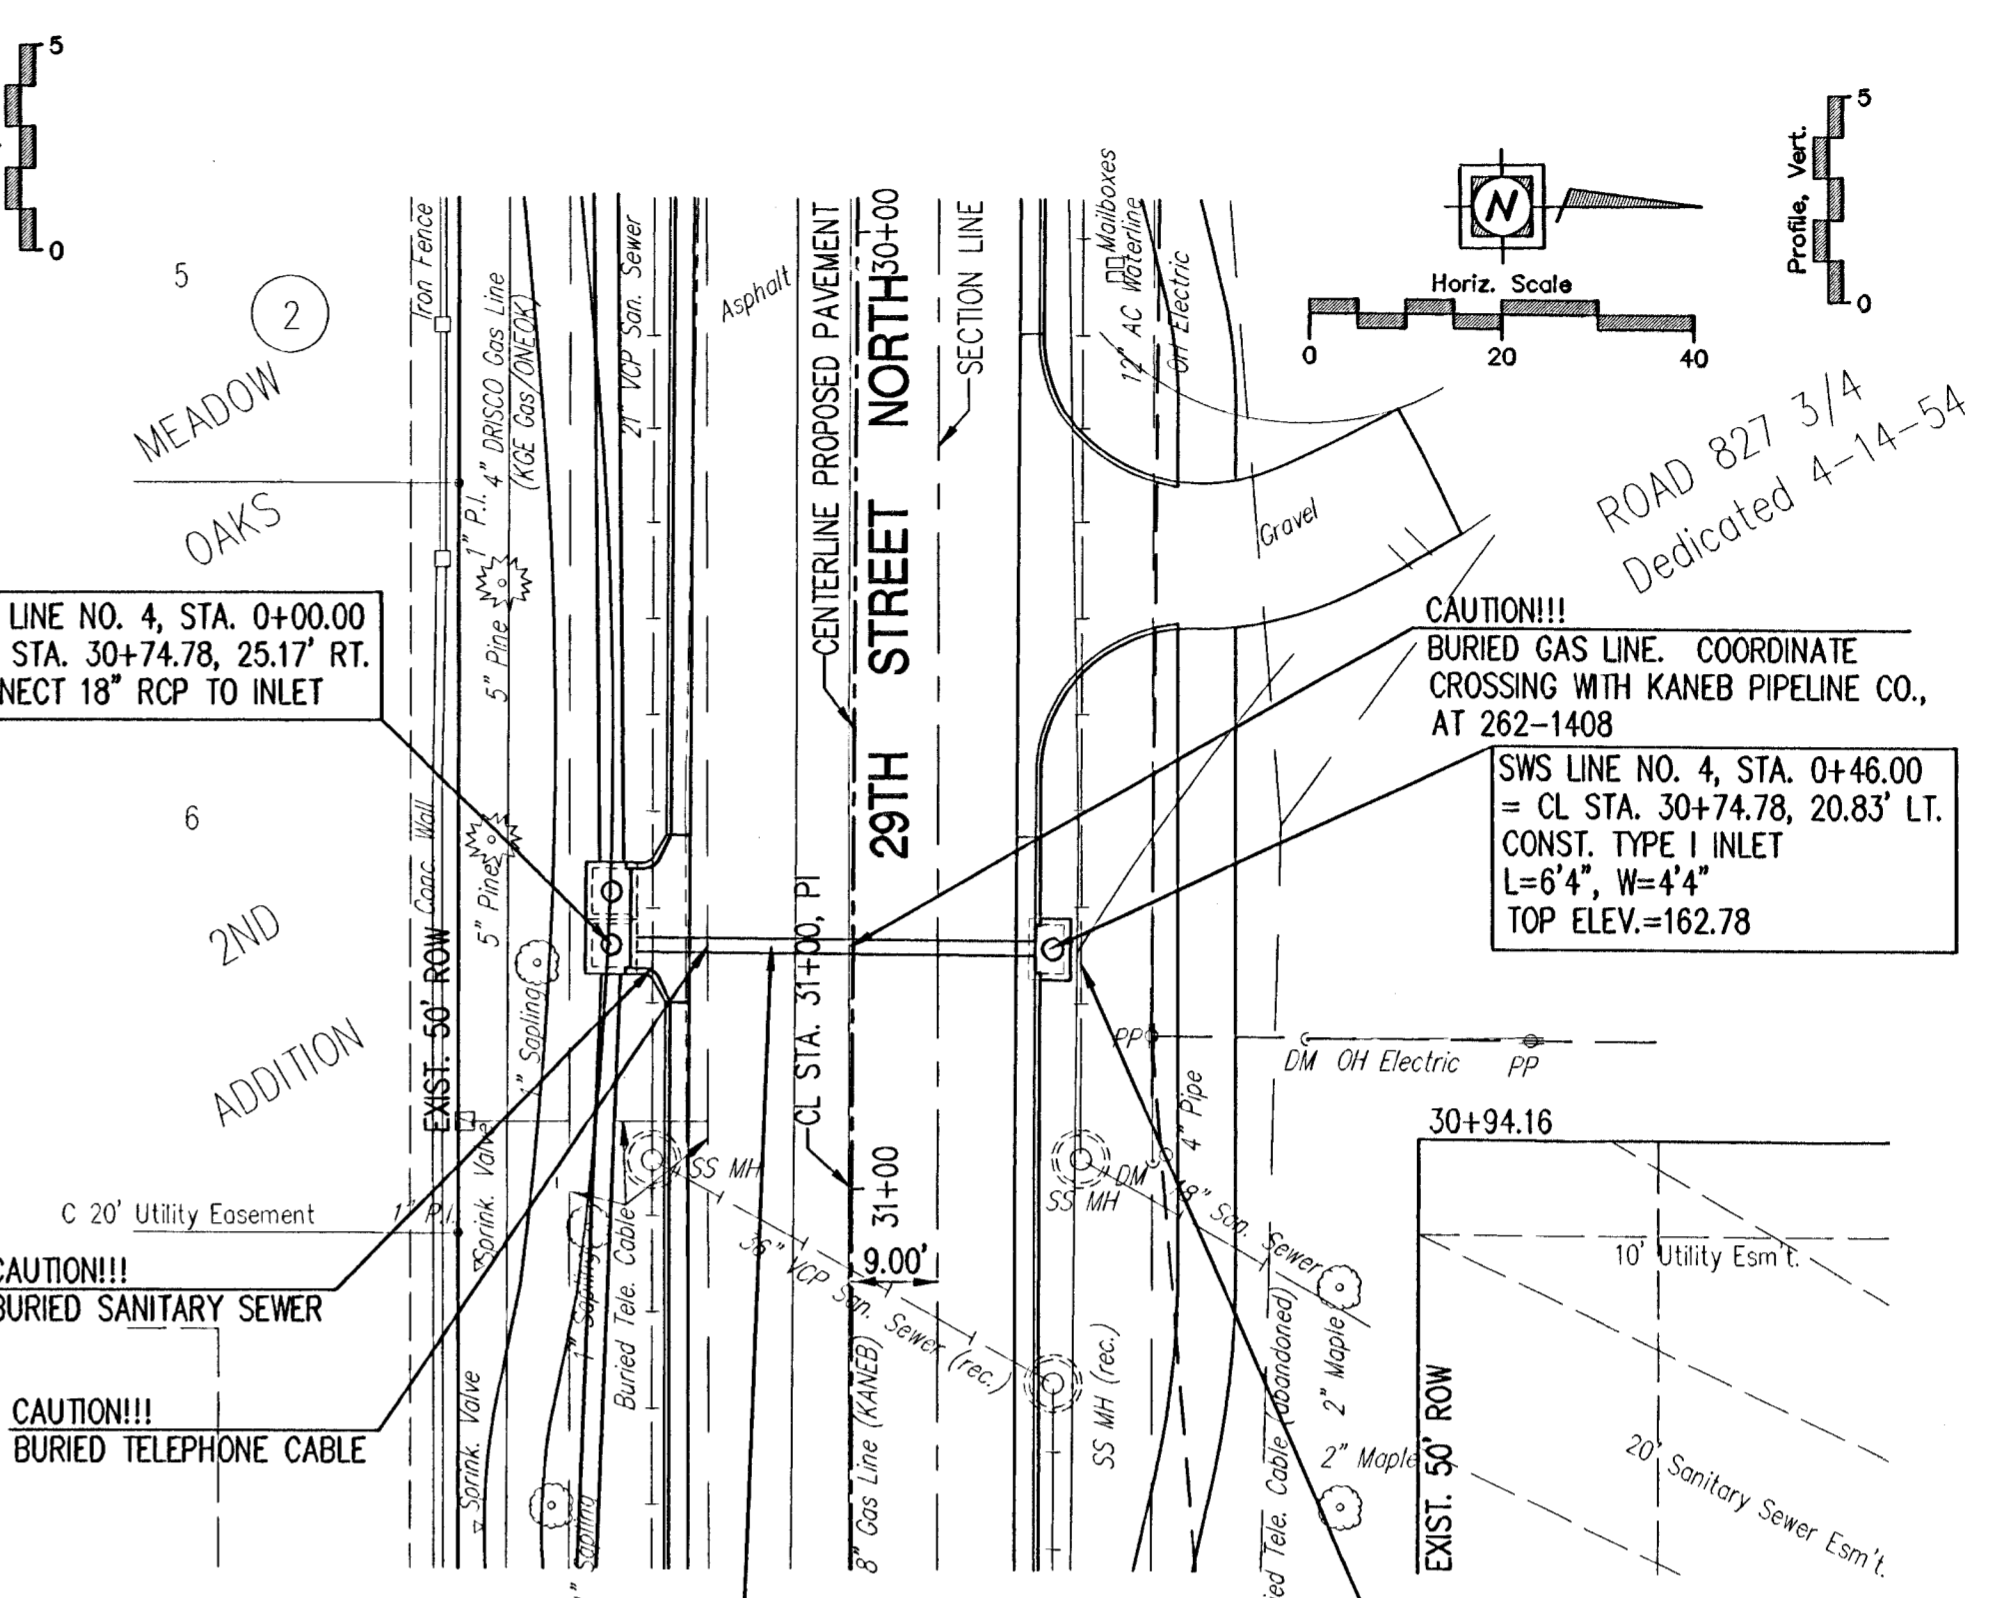 5
0
5
2
MEADOW
OAKS
6
2ND
ADDITION
Iron Fence
4" DRISCO Gas Line
(KGE Gas/ONEOK)
1" P.I.
21" VCP San. Sewer
Asphalt
CENTERLINE PROPOSED PAVEMENT
30+00
29TH STREET NORTH
SECTION LINE
Mailboxes
12" AC Waterline
OH Electric
N
Horiz. Scale
0 20 40
Profile, Vert.
5
0
ROAD 827 3/4
Dedicated 4-14-54
Gravel
LINE NO. 4, STA. 0+00.00
STA. 30+74.78, 25.17' RT.
NECT 18" RCP TO INLET
5" Pine
5" Pine
Conc. Wall
EXIST. 50' ROW
1" Sapling
CAUTION!!!
BURIED GAS LINE. COORDINATE
CROSSING WITH KANEB PIPELINE CO.,
AT 262-1408
SWS LINE NO. 4, STA. 0+46.00
= CL STA. 30+74.78, 20.83' LT.
CONST. TYPE I INLET
L=6'4", W=4'4"
TOP ELEV.=162.78
CL STA. 31+00, PI
31+00
9.00'
PP
DM OH Electric PP
4" Pipe
30+94.16
SS MH
SS MH
DM
18" San. Sewer
36" VCP San. Sewer (rec.)
SS MH (rec.)
Sprink. Valve
C 20' Utility Easement
1" P.I.
CAUTION!!!
BURIED SANITARY SEWER
CAUTION!!!
BURIED TELEPHONE CABLE
Sprink. Valve
1" Sapling
Buried Tele. Cable
Sapling
8" Gas Line (KANEB)
Tele. Cable (abandoned)
2" Maple
2" Maple
EXIST. 50' ROW
10' Utility Esm't.
20' Sanitary Sewer Esm't.